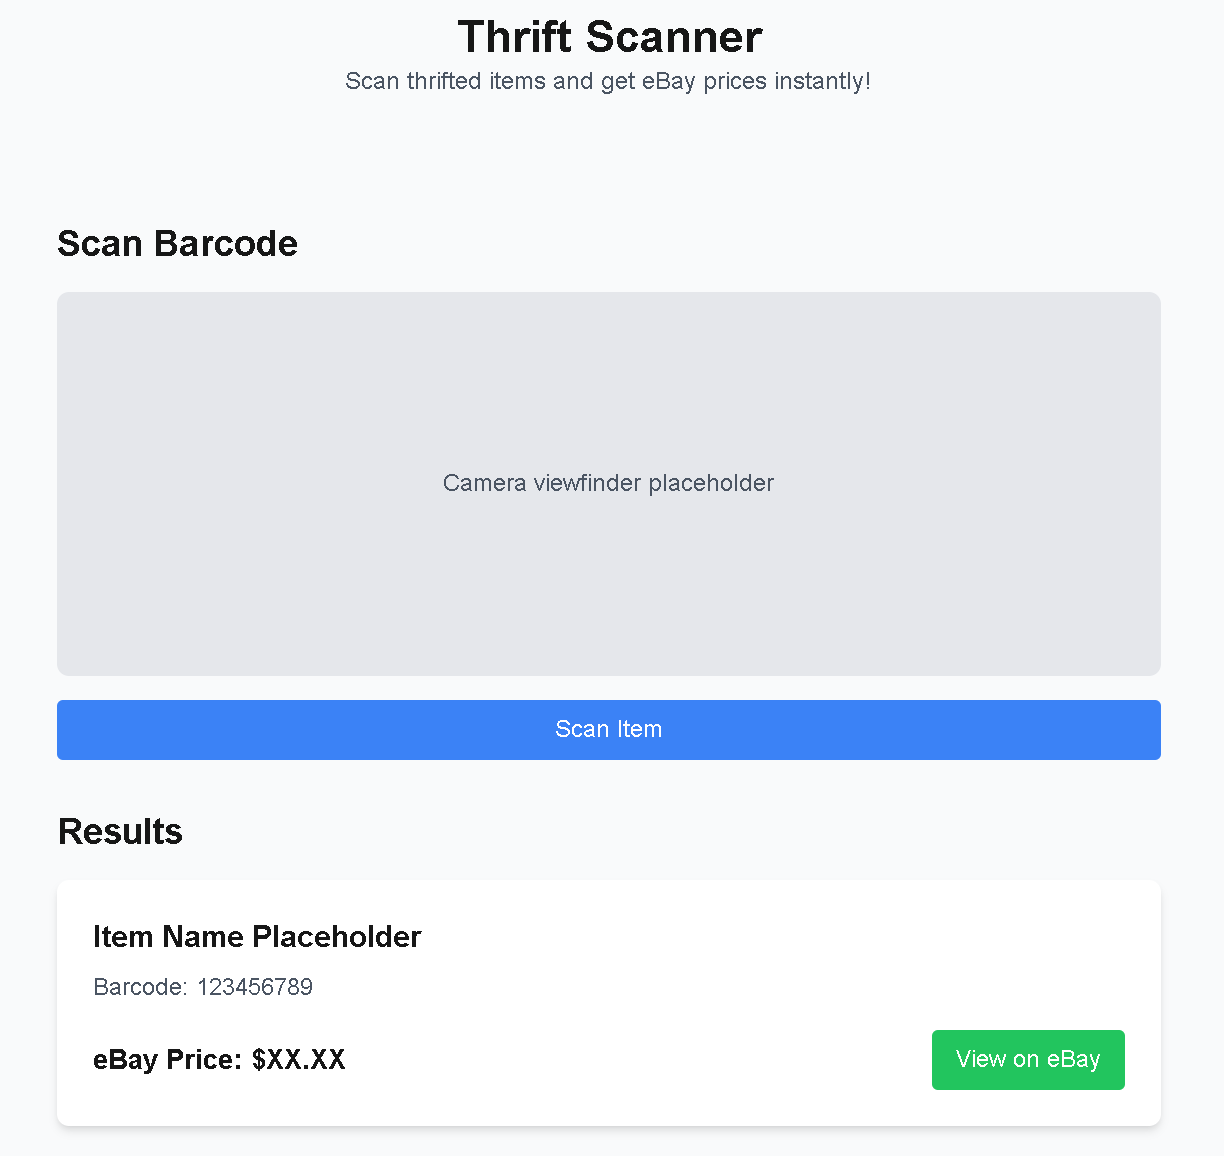 Thrift Scanner
Scan thrifted items and get eBay prices instantly!
Scan Barcode
Camera viewfinder placeholder
Scan Item
Results
Item Name Placeholder
Barcode: 123456789
eBay Price: $XX.XX
View on eBay